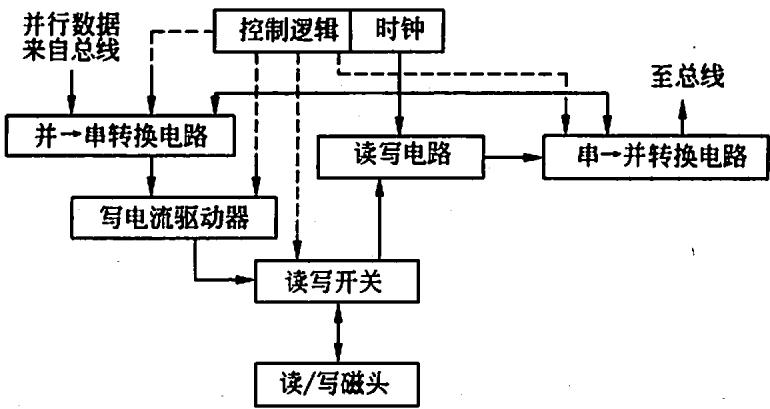 并行数据
来自总线
控制逻辑
时钟
至总线
并→串转换电路
读写电路
串→并转换电路
写电流驱动器
读写开关
读/写磁头